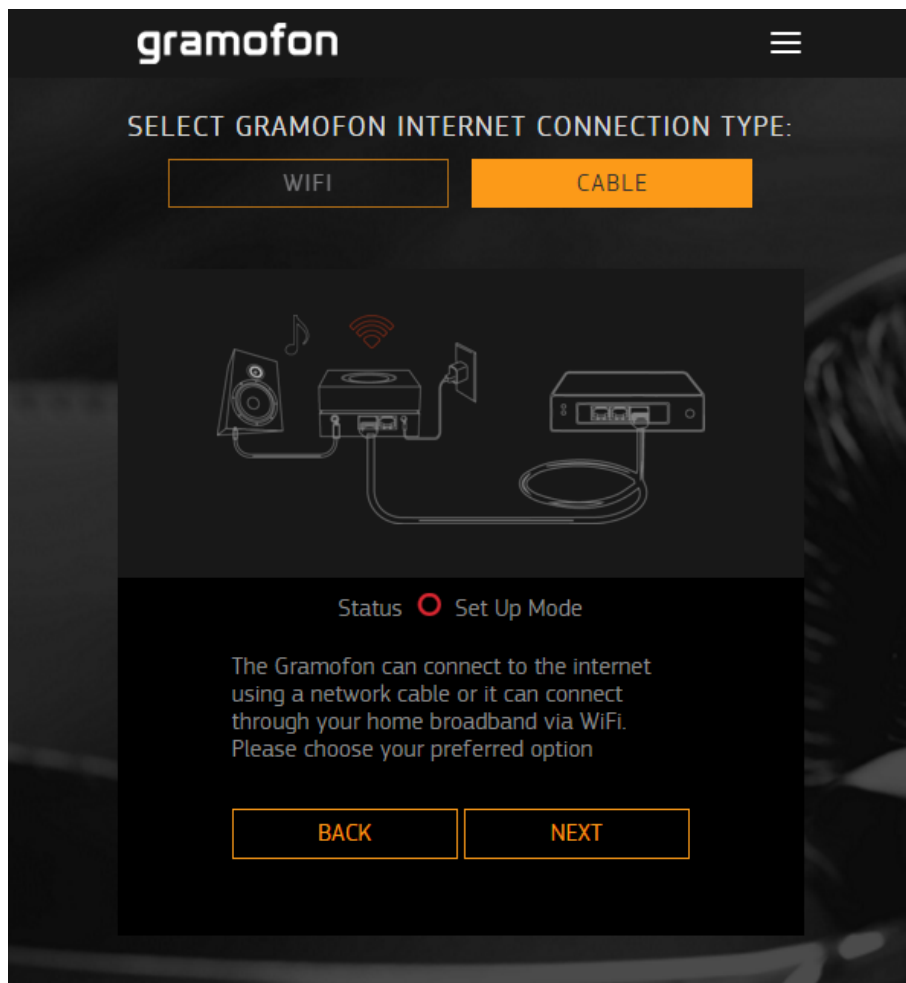 gramofon
SELECT GRAMOFON INTERNET CONNECTION TYPE:
WIFI
CABLE
Status Set Up Mode
The Gramofon can connect to the internet
using a network cable or it can connect
through your home broadband via WiFi.
Please choose your preferred option
BACK
NEXT